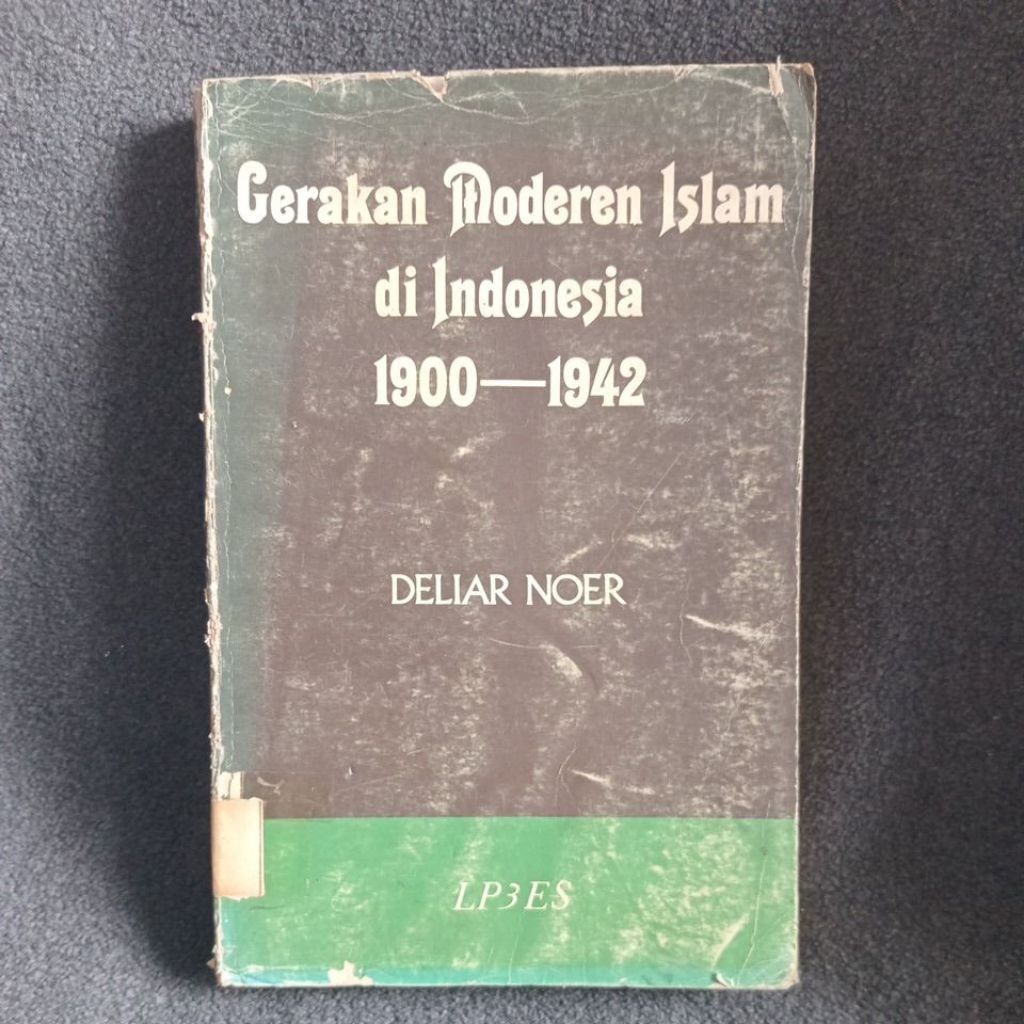 Gerakan Moderen Islam
di Indonesia
1900—1942
DELIAR NOER
LP3ES